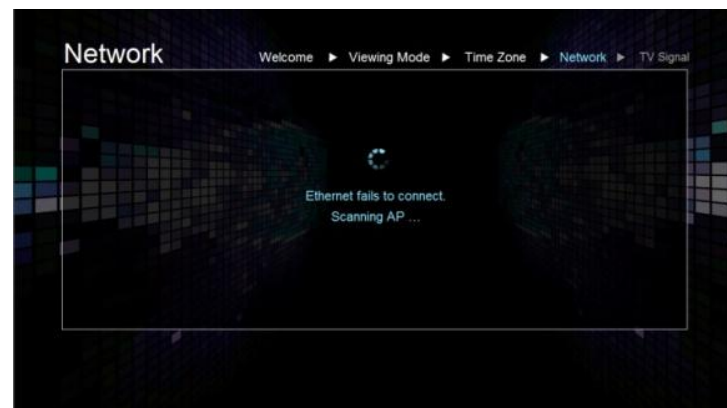 Network
Welcome ▶ Viewing Mode ▶ Time Zone ▶ Network ▶ TV Signal
Ethernet fails to connect.
Scanning AP ...